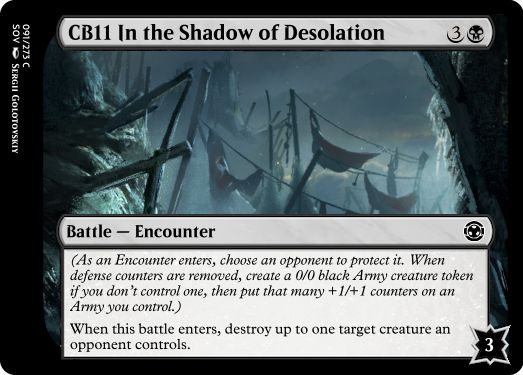 CB11 In the Shadow of Desolation
3
Battle — Encounter
(As an Encounter enters, choose an opponent to protect it. When
defense counters are removed, create a 0/0 black Army creature token
if you don't control one, then put that many +1/+1 counters on an
Army you control.)
When this battle enters, destroy up to one target creature an
opponent controls.
3
091/273 C
SOV Sergii Golotovskiy